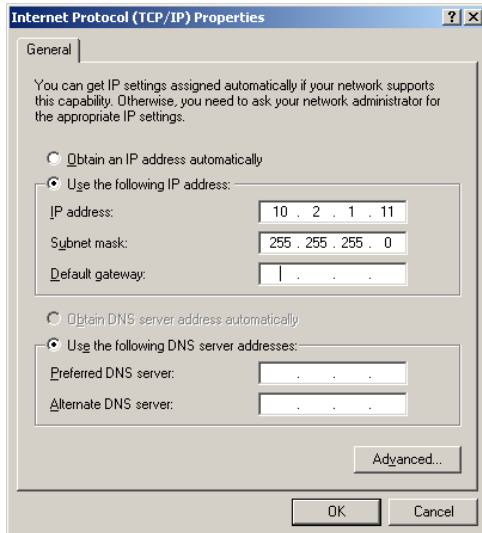 Internet Protocol (TCP/IP) Properties
General
You can get IP settings assigned automatically if your network supports
this capability. Otherwise, you need to ask your network administrator for
the appropriate IP settings.
Obtain an IP address automatically
Use the following IP address:
IP address: 10 . 2 . 1 . 11
Subnet mask: 255 . 255 . 255 . 0
Default gateway: . . .
Obtain DNS server address automatically
Use the following DNS server addresses:
Preferred DNS server: . . .
Alternate DNS server: . . .
Advanced...
OK Cancel